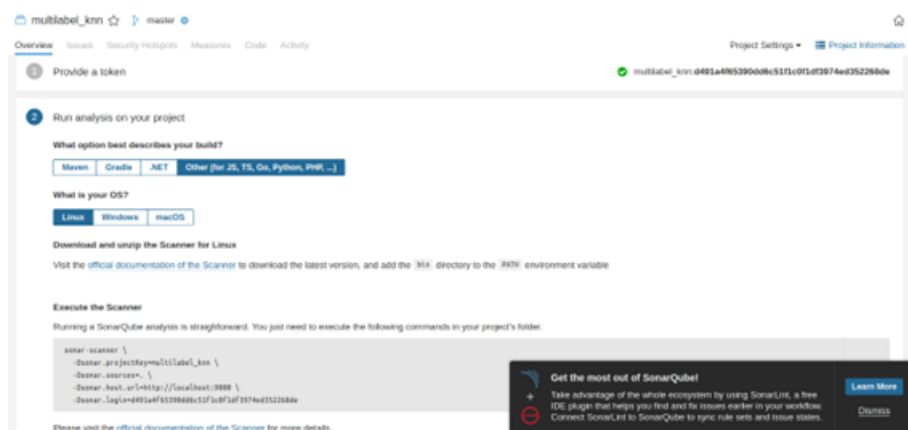 multilabel_knn master
Overview Issues Security Hotspots Measures Code Activity Project Settings Project Information
1 Provide a token multilabel_knn:
2 Run analysis on your project
What option best describes your build?
Maven Gradle .NET Other (for JS, TS, Go, Python, PHP, ...)
What is your OS?
Linux Windows macOS
Download and unzip the Scanner for Linux
Visit the official documentation of the Scanner to download the latest version, and add the bin directory to the PATH environment variable
Execute the Scanner
Running a SonarQube analysis is straighforward. You just need to execute the following commands in your project's folder.
sonar-scanner \
-Dsonar.projectKey=multilabel_knn \
-Dsonar.sources=. \
-Dsonar.host.url=http://localhost:9000 \
-Dsonar.login=
Get the most out of SonarQube!
Take advantage of the whole ecosystem by using SonarLint, a free
IDE plugin that helps you find and fix issues earlier in your workflow.
Connect SonarLint to SonarQube to sync rule sets and issue states.
Learn More
Dismiss
Please visit the official documentation of the Scanner for more details.